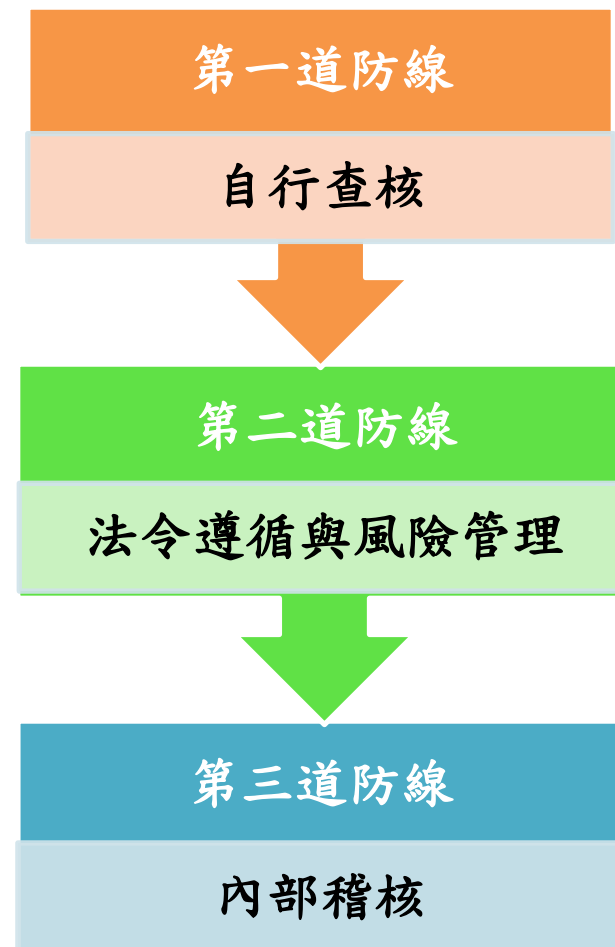 第一道防線
自行查核
第二道防線
法令遵循與風險管理
第三道防線
內部稽核